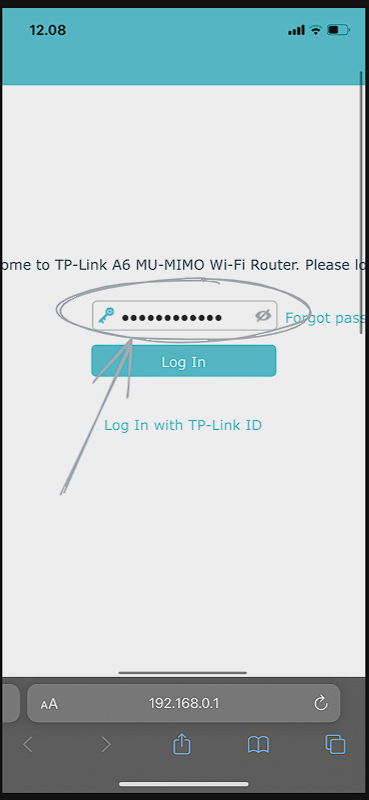 12.08
ome to TP-Link A6 MU-MIMO Wi-Fi Router. Please lo
Forgot pass
Log In
Log In with TP-Link ID
AA 192.168.0.1